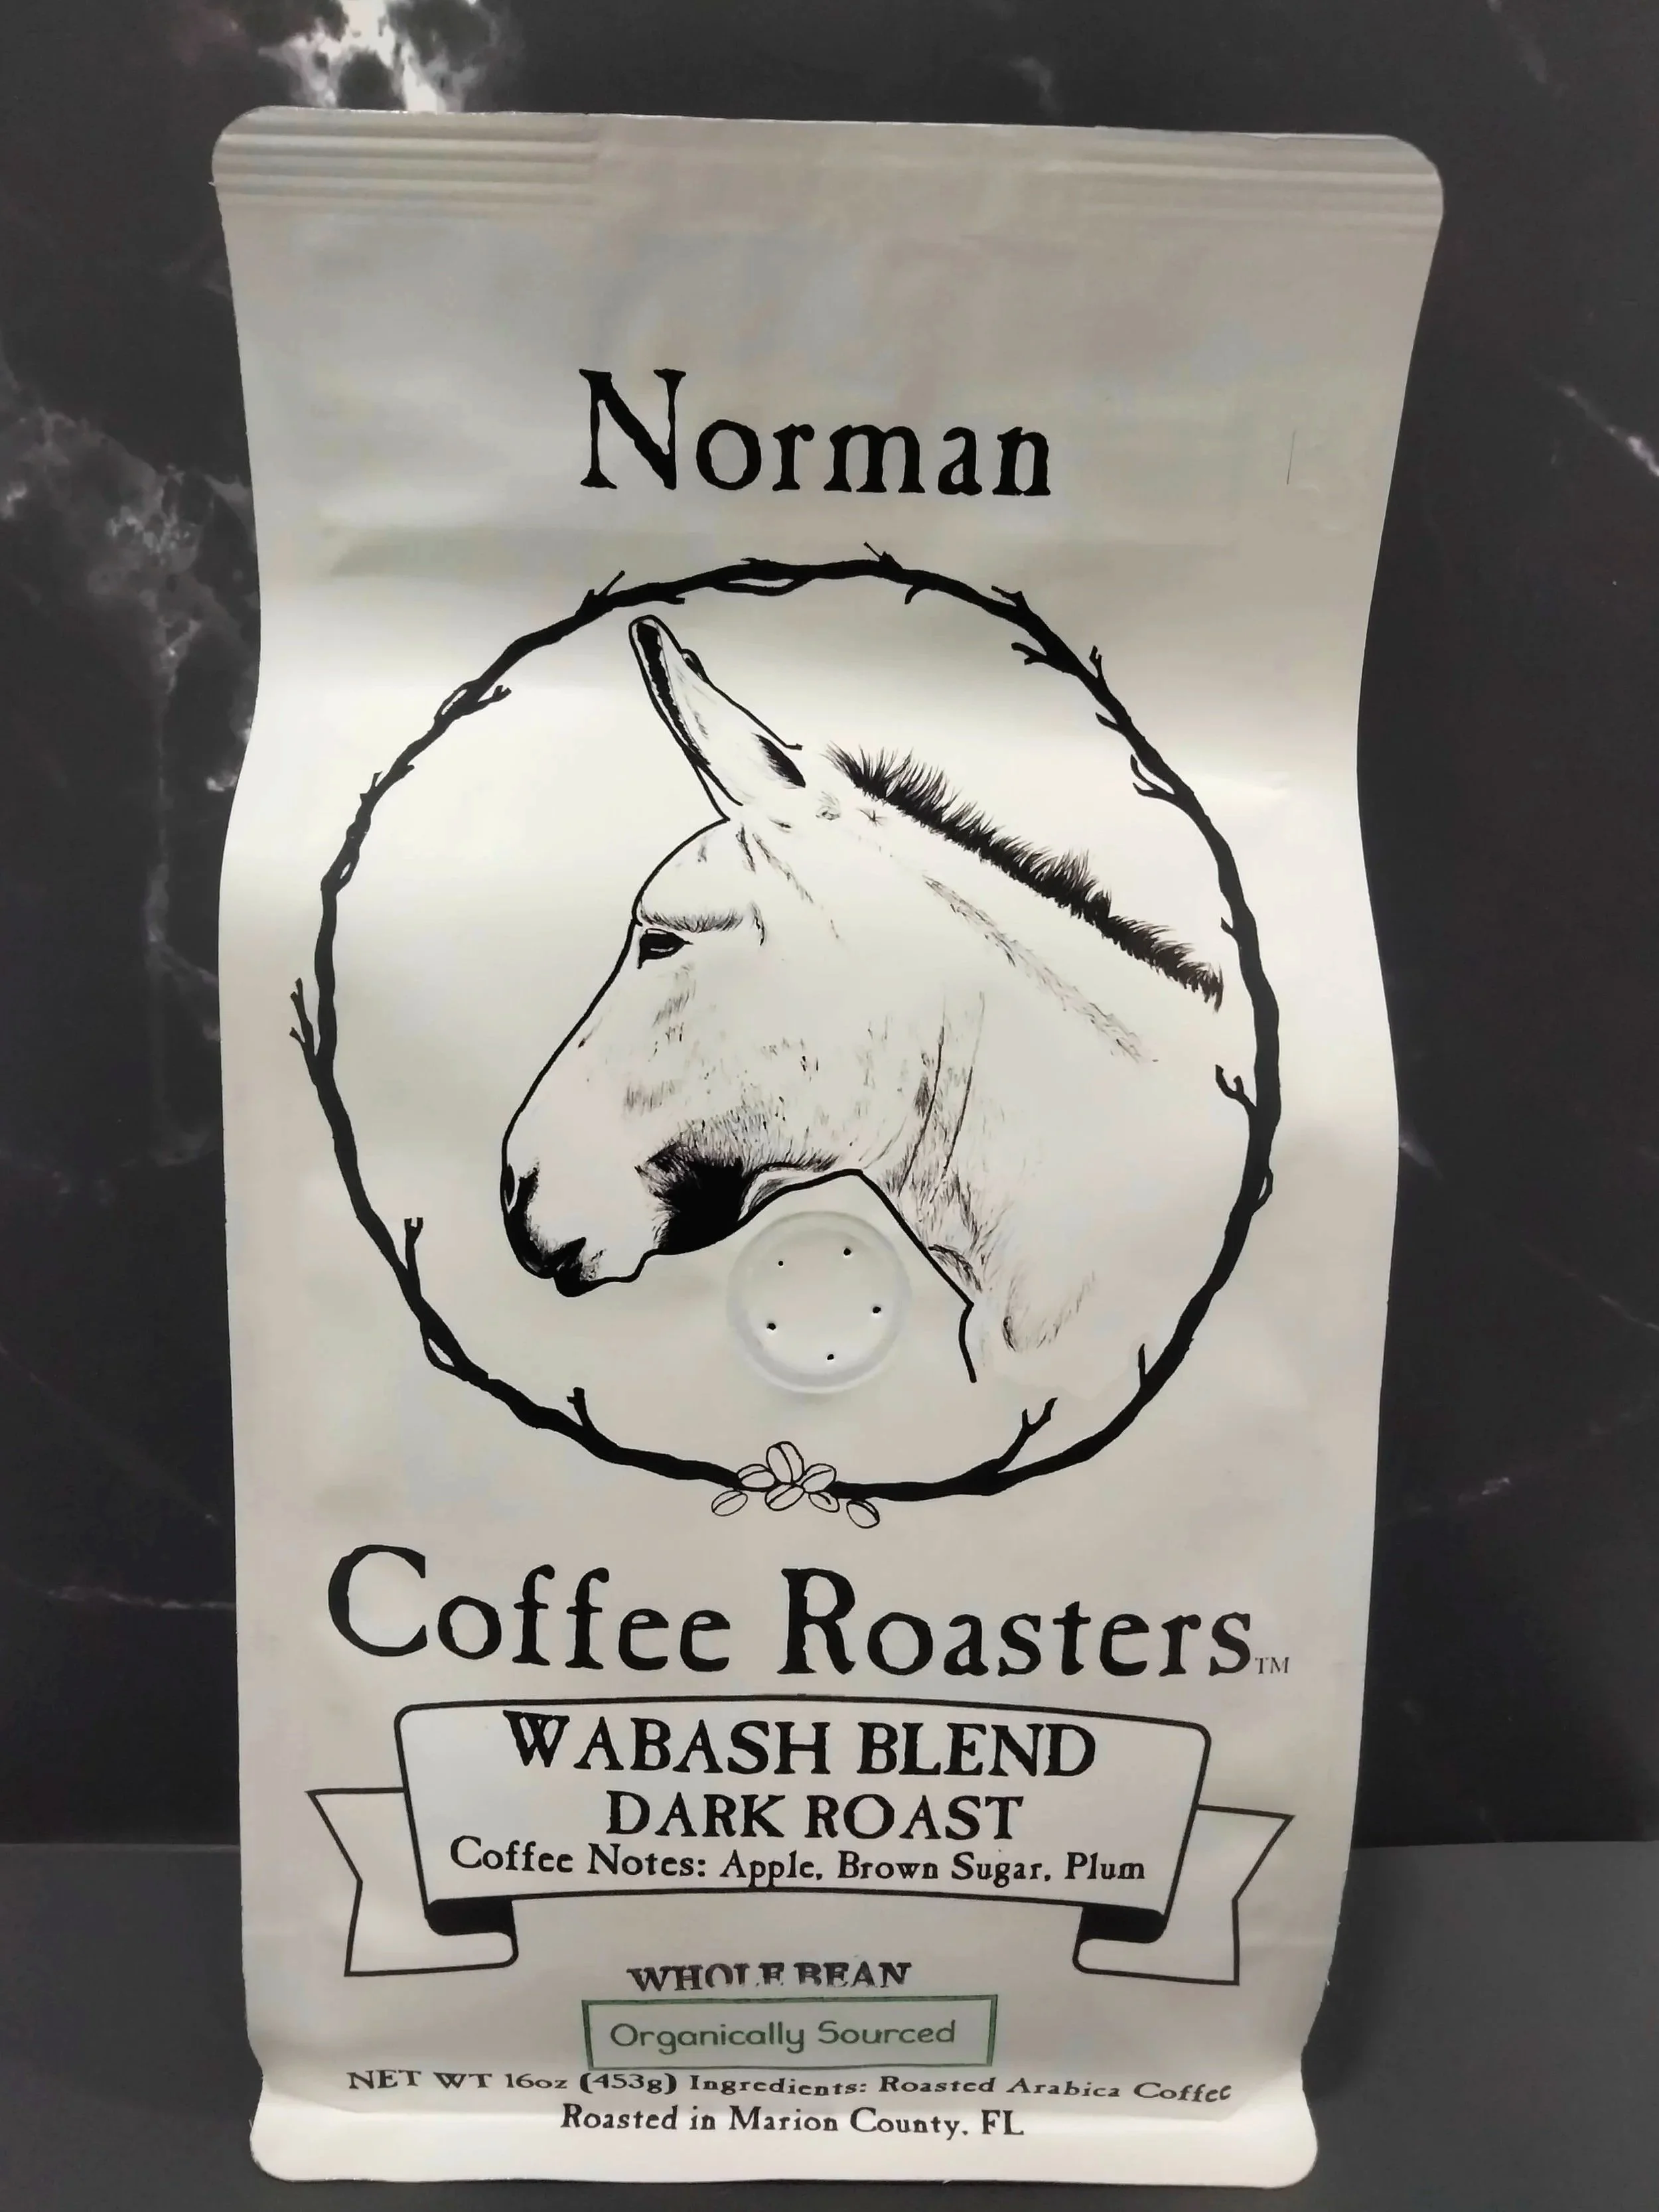 Norman
Coffee Roasters™
WABASH BLEND
DARK ROAST
Coffee Notes: Apple, Brown Sugar, Plum
WHOLE BEAN
Organically Sourced
NET WT 16oz (453g) Ingredients: Roasted Arabica Coffee
Roasted in Marion County, FL